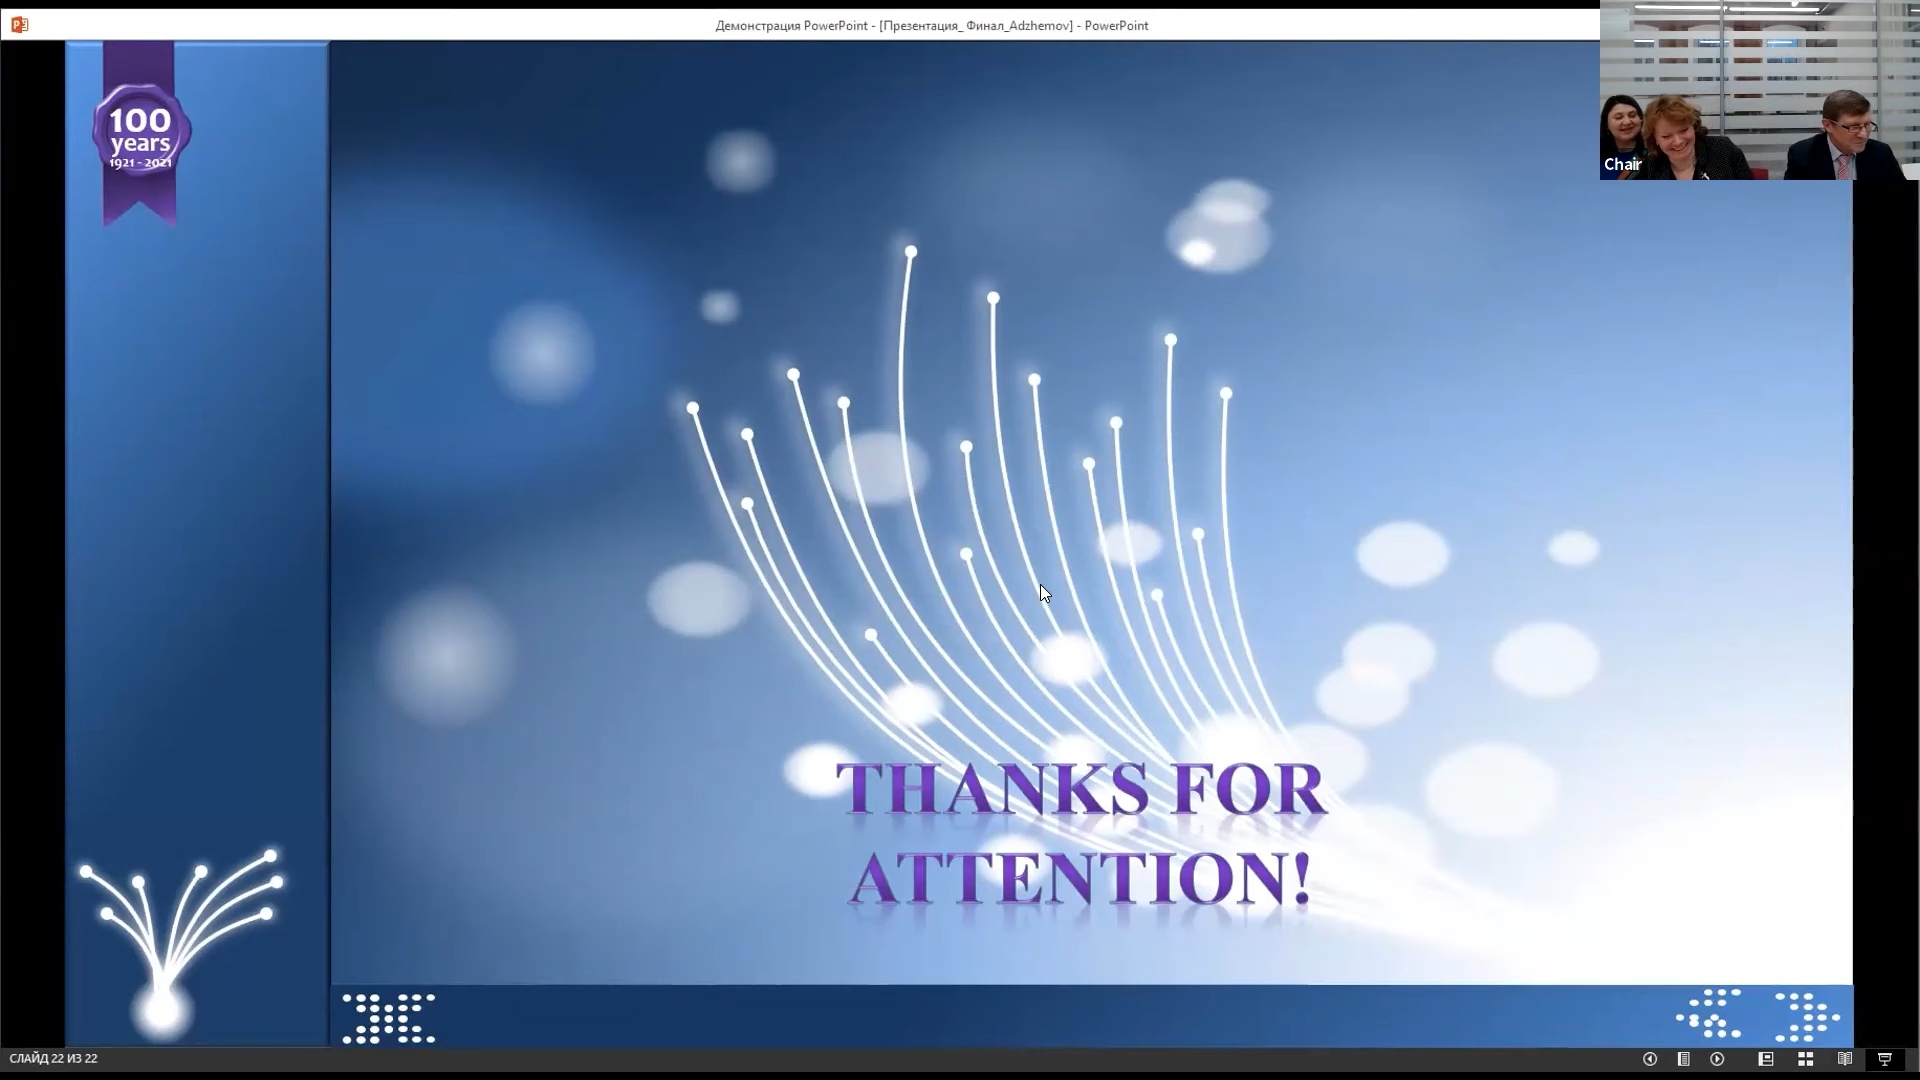 Демонстрация PowerPoint - [Презентация_ Финал_Adzhemov] - PowerPoint
100
years
1921 - 2021
Chair
THANKS FOR
ATTENTION!
СЛАЙД 22 ИЗ 22